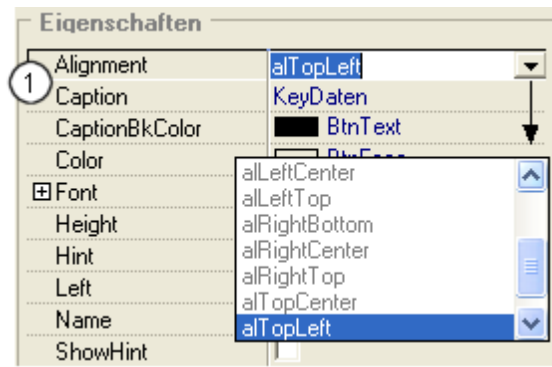 Eigenschaften
1
Alignment alTopLeft
Caption KeyDaten
CaptionBkColor BtnText
Color BtnFace
Font
Height
Hint
Left
Name
ShowHint
alLeftCenter
alLeftTop
alRightBottom
alRightCenter
alRightTop
alTopCenter
alTopLeft